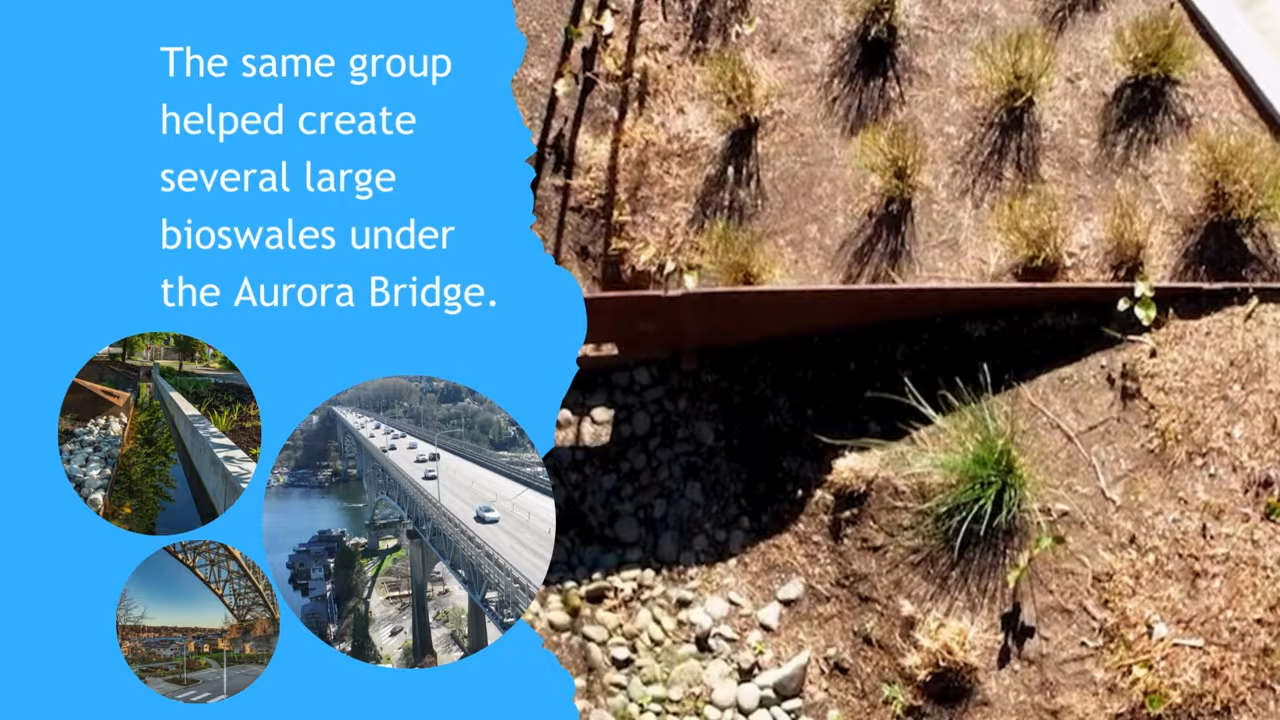 The same group
helped create
several large
bioswales under
the Aurora Bridge.